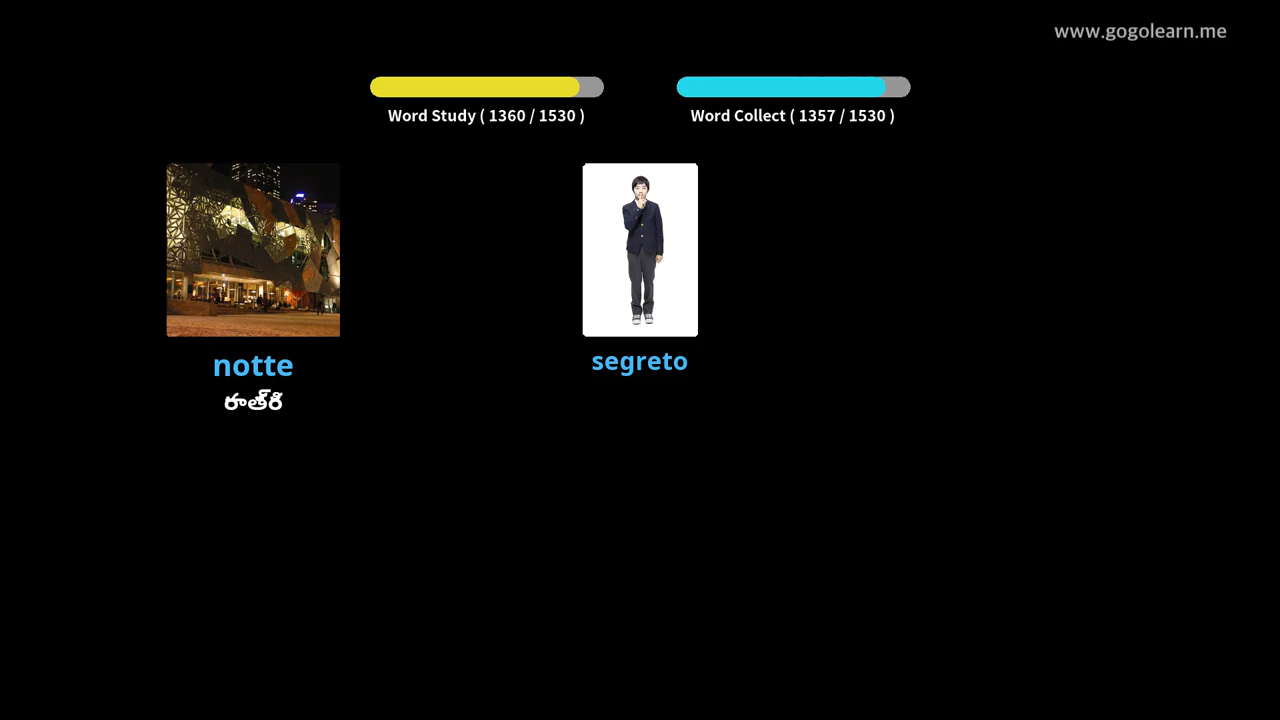 www.gogolearn.me
Word Study ( 1360 / 1530 )
Word Collect ( 1357 / 1530 )
notte
segreto
రాత్‌రి